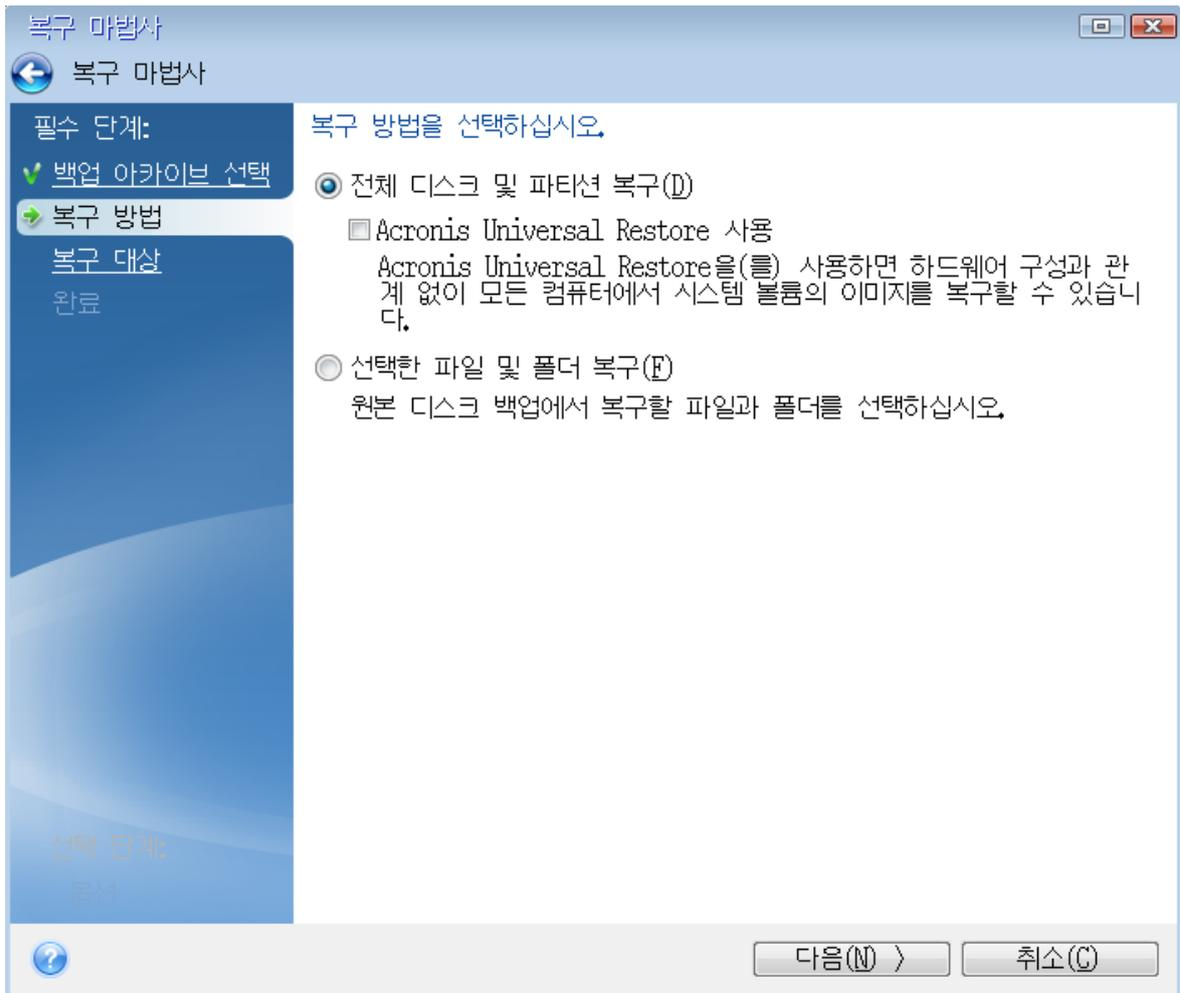 복구 마법사
복구 마법사
필수 단계:
백업 아카이브 선택
복구 방법
복구 대상
완료
선택 단계:
옵션
복구 방법을 선택하십시오.
전체 디스크 및 파티션 복구(D)
Acronis Universal Restore 사용
Acronis Universal Restore을(를) 사용하면 하드웨어 구성과 관
계 없이 모든 컴퓨터에서 시스템 볼륨의 이미지를 복구할 수 있습니
다.
선택한 파일 및 폴더 복구(F)
원본 디스크 백업에서 복구할 파일과 폴더를 선택하십시오.
다음(N) >
취소(C)